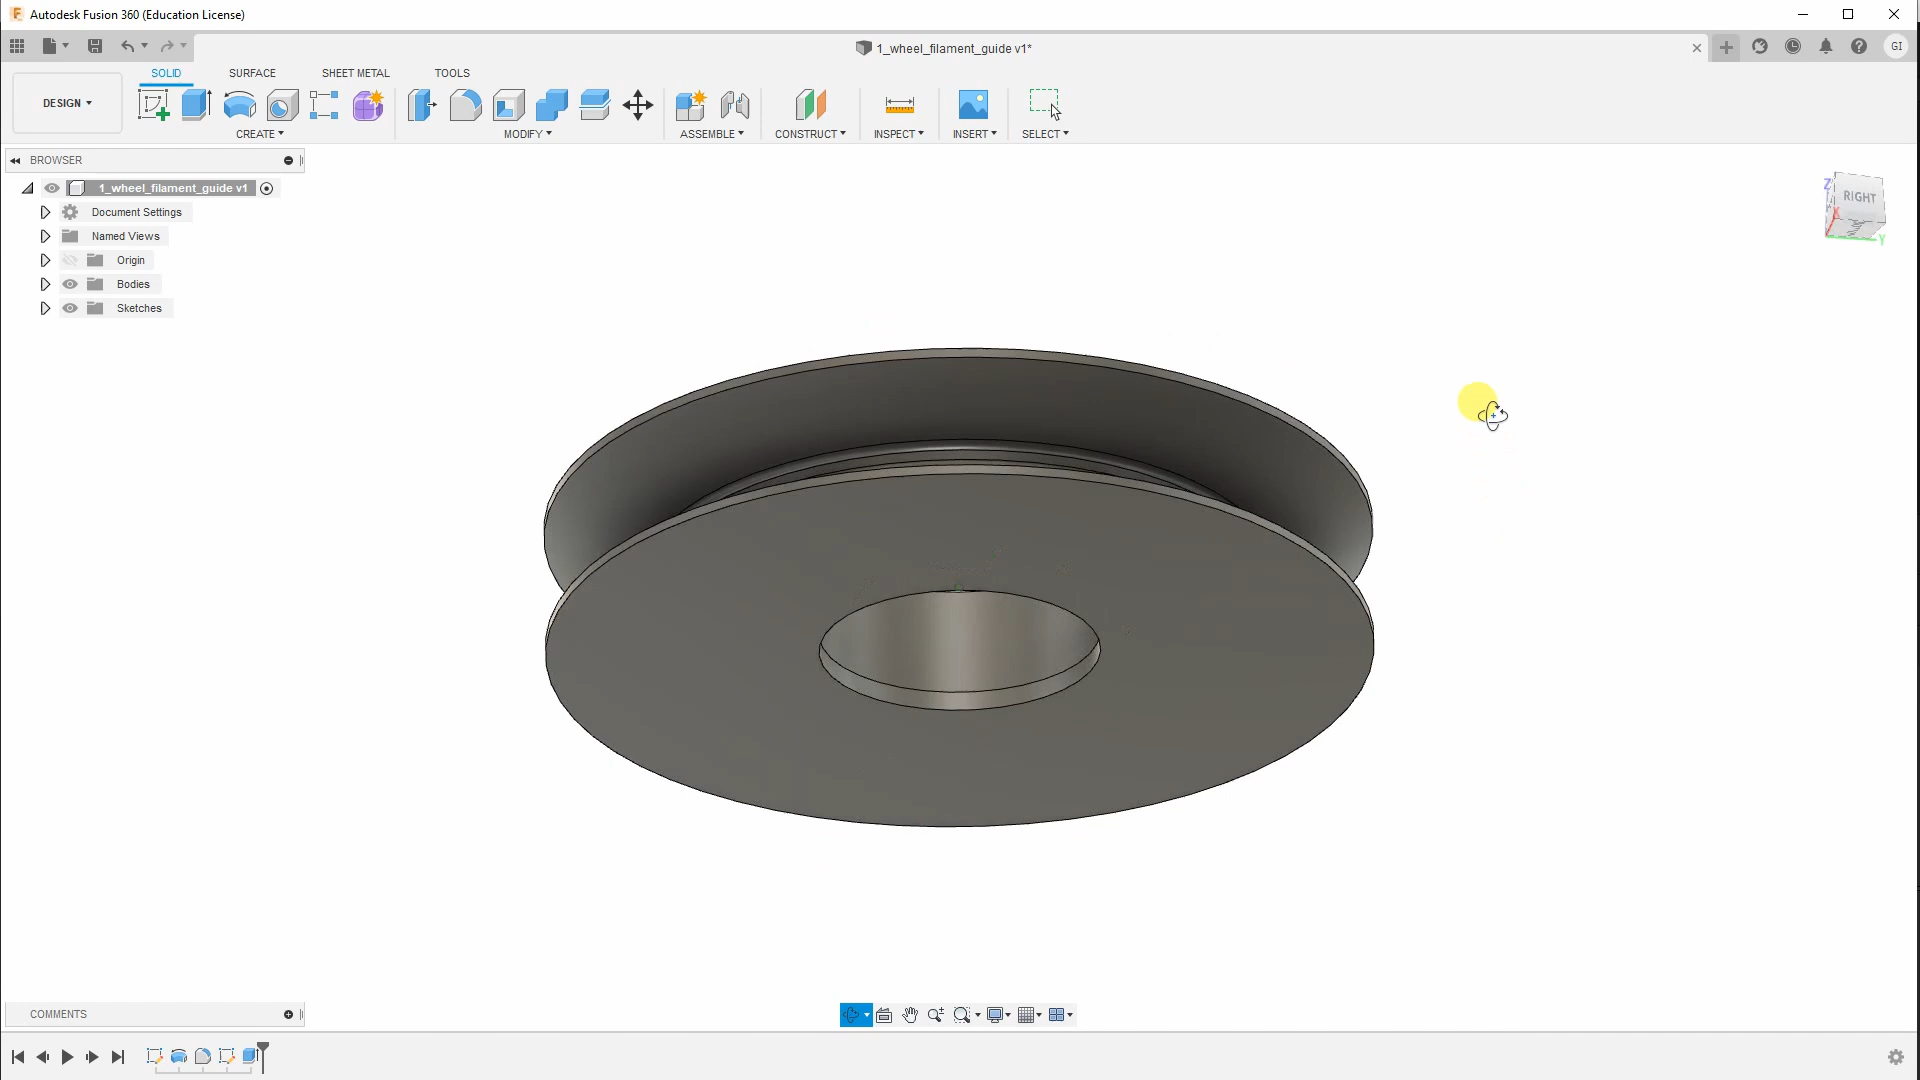 Autodesk Fusion 360 (Education License)
1_wheel_filament_guide v1*
GI
SOLID
SURFACE
SHEET METAL
TOOLS
DESIGN
CREATE
MODIFY
ASSEMBLE
CONSTRUCT
INSPECT
INSERT
SELECT
BROWSER
1_wheel_filament_guide v1
Document Settings
Named Views
Origin
Bodies
Sketches
Z
RIGHT
X
Y
COMMENTS